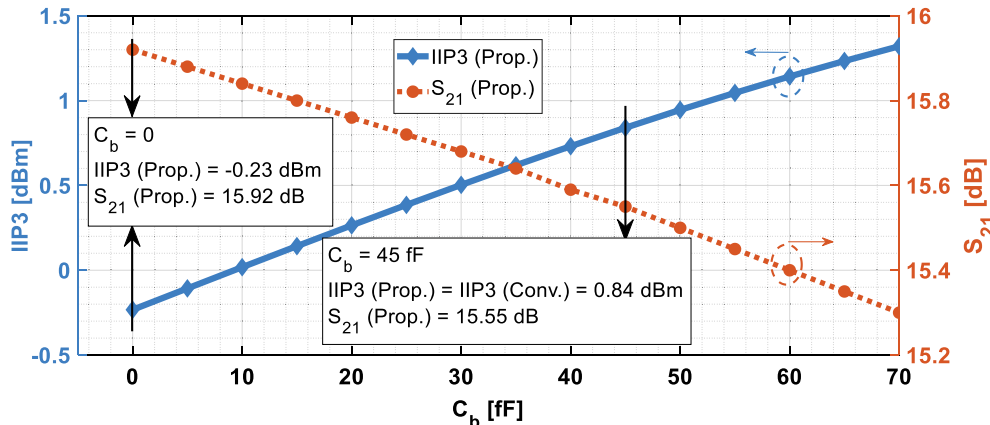 1.5
1
0.5
0
-0.5
IIP3 [dBm]
IIP3 (Prop.)
S21 (Prop.)
Cb = 0
IIP3 (Prop.) = -0.23 dBm
S21 (Prop.) = 15.92 dB
Cb = 45 fF
IIP3 (Prop.) = IIP3 (Conv.) = 0.84 dBm
S21 (Prop.) = 15.55 dB
16
15.8
15.6
15.4
15.2
S21 [dB]
0 10 20 30 40 50 60 70
Cb [fF]